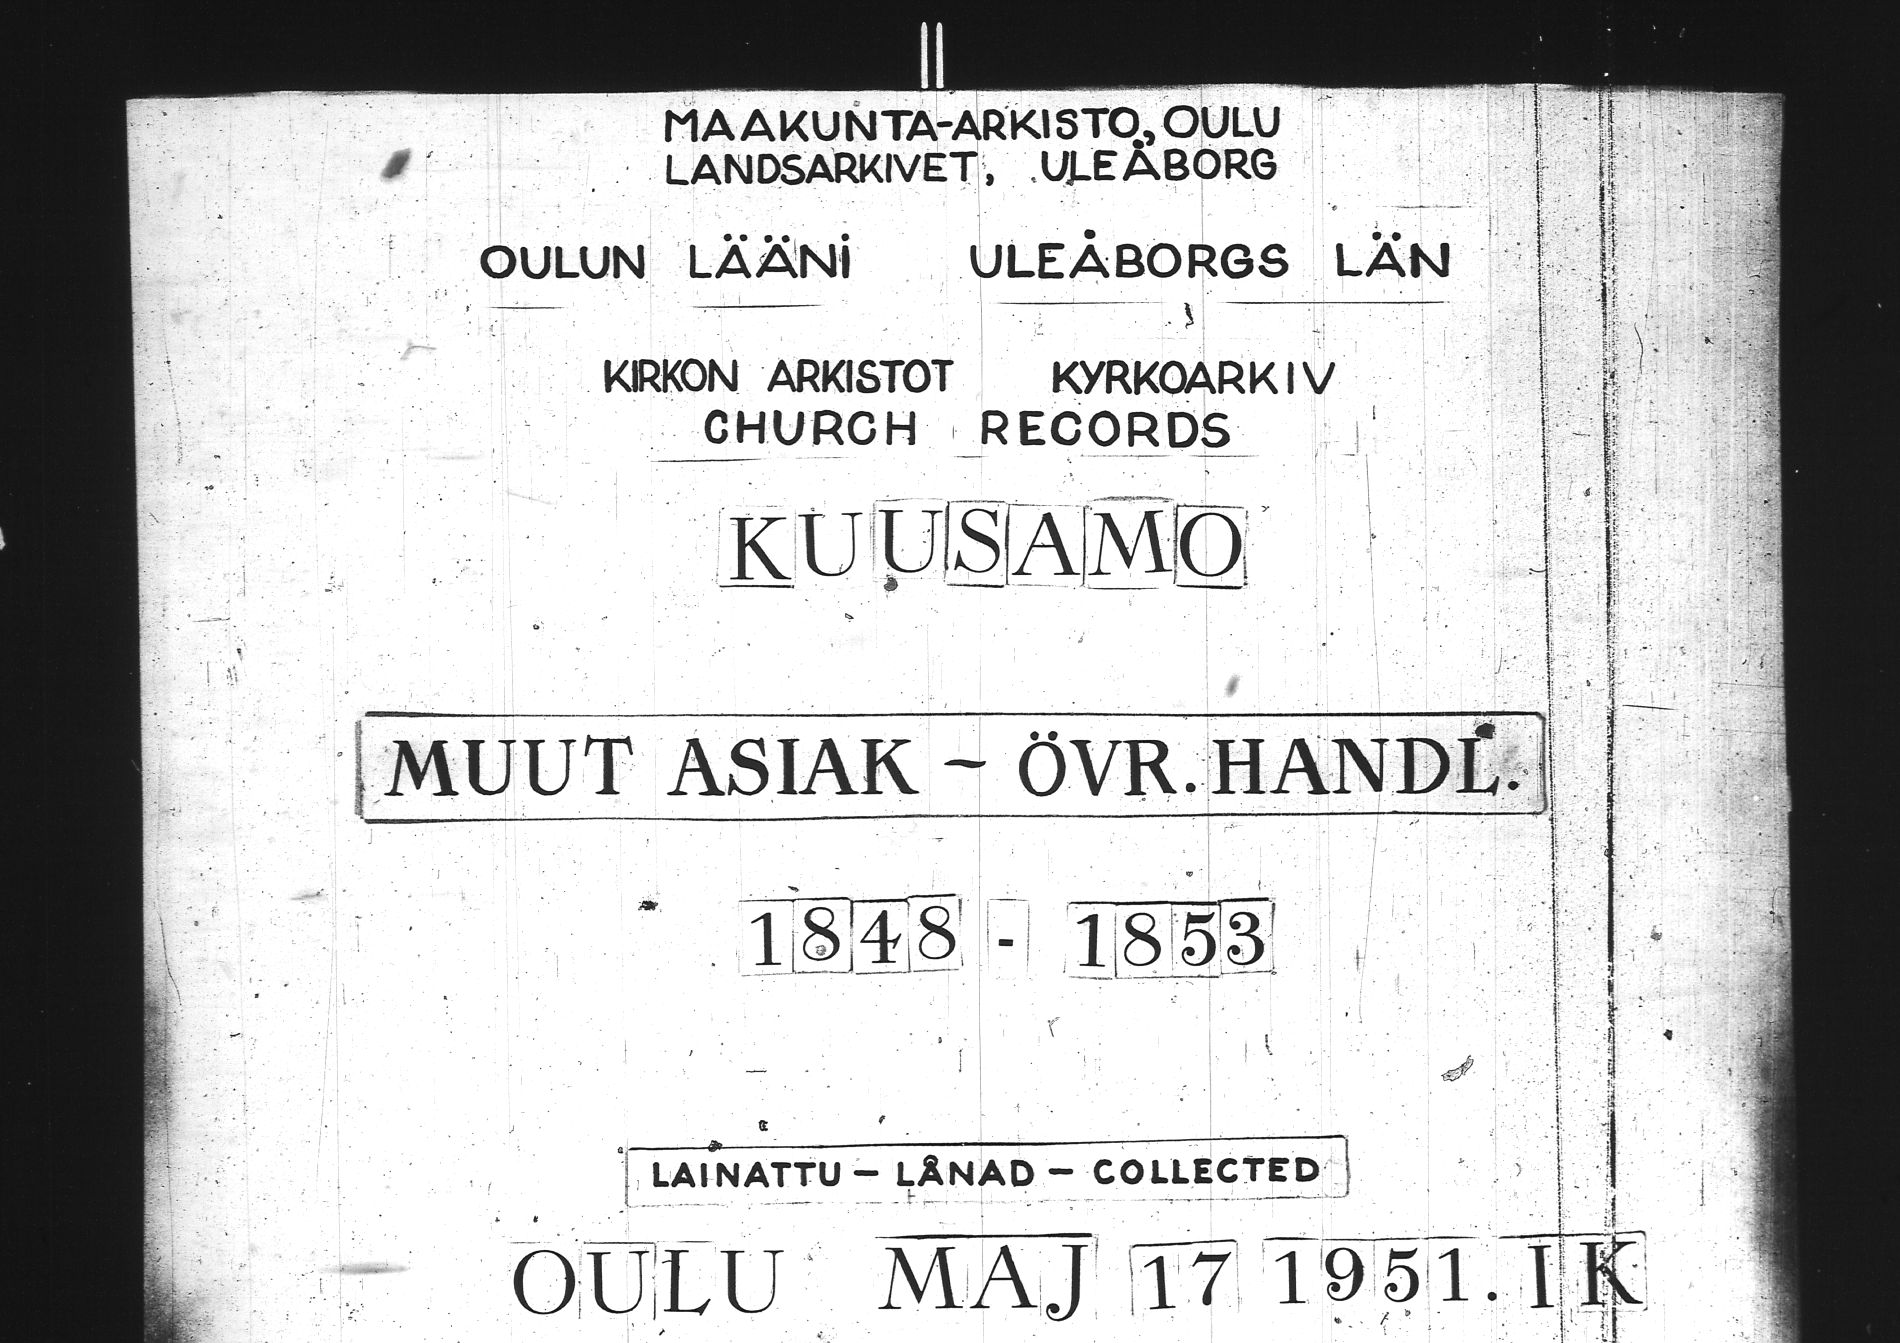 MAAKUNTA-ARKISTO, OULU
LANDSARKIVET, ULEÅBORG
OULUN LÄÄNI ULEÅBORGS LÄN
KIRKON ARKISTOT KYRKOARKIV
CHURCH RECORDS
KUUSAMO
MUUT ASIAK - ÖVR. HANDL.
1848 - 1853
LAINATTU - LÅNAD - COLLECTED
OULU MAJ 17 1951. IK